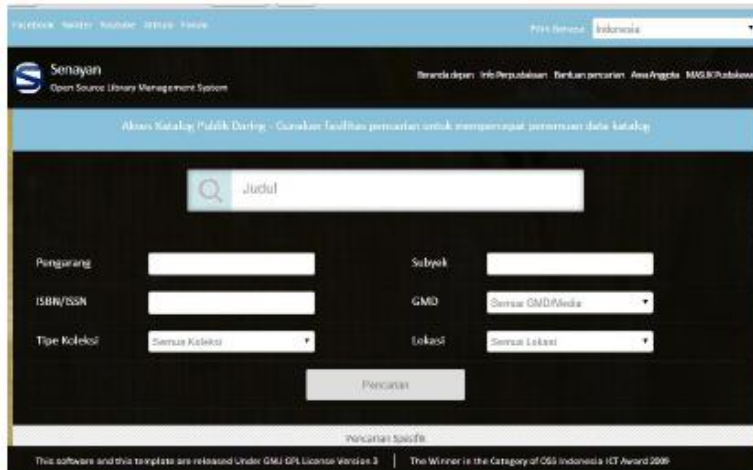 Facebook Twitter Youtube Github Forum
Pilih Bahasa Indonesia
Senayan
Open Source Library Management System
Beranda depan Info Perpustakaan Bantuan pencarian Area Anggota MASUK Pustakawan
Akses Katalog Publik Daring - Gunakan fasilitas pencarian untuk mempercepat penemuan data katalog
Judul
Pengarang
Subyek
ISBN/ISSN
GMD Semua GMD/Media
Tipe Koleksi Semua Koleksi
Lokasi Semua Lokasi
Pencarian
Pencarian Spesifik
This software and this template are released Under GNU GPL License Version 3 | The Winner in the Category of OSS Indonesia ICT Award 2009